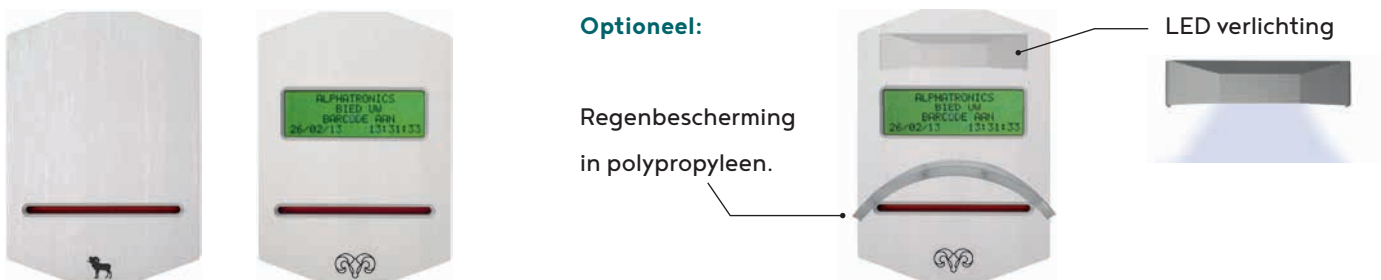 ALPHATRONICS
BIED UW
BARCODE AAN
26/02/13 13:31:33
Optioneel:
Regenbescherming
in polypropyleen.
ALPHATRONICS
BIED UW
BARCODE AAN
26/02/13 13:31:33
LED verlichting